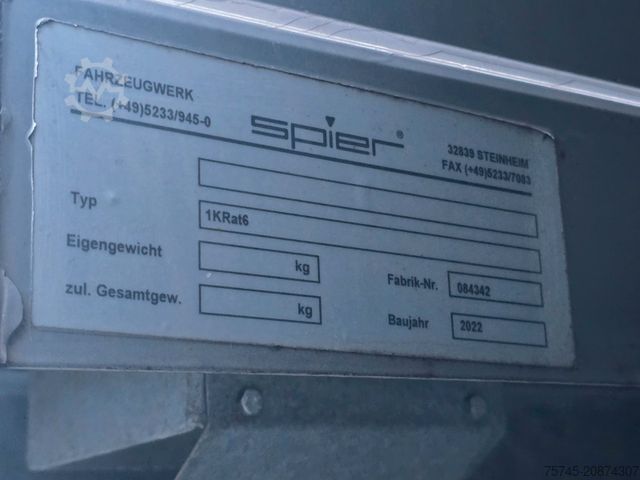 FAHRZEUGWERK
TEL. (+49)5233/945-0
spier®
32839 STEINHEIM
FAX (+49)5233/7083
Typ
1KRat6
Eigengewicht kg
Fabrik-Nr. 084342
zul. Gesamtgew. kg
Baujahr 2022
75745-20874307